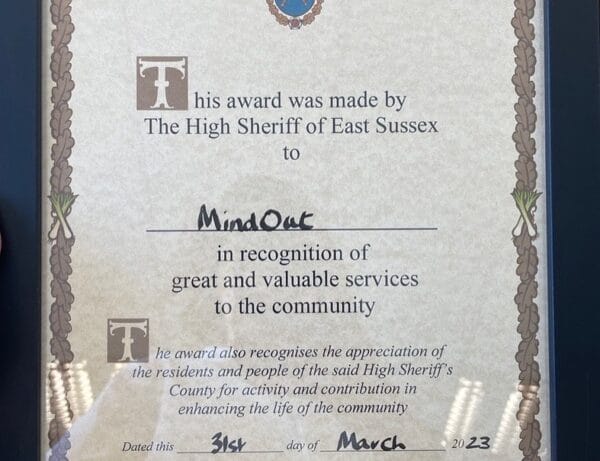 This award was made by
The High Sheriff of East Sussex
to
MindOut
in recognition of
great and valuable services
to the community
The award also recognises the appreciation of
the residents and people of the said High Sheriff's
County for activity and contribution in
enhancing the life of the community
Dated this 31st day of March 2023